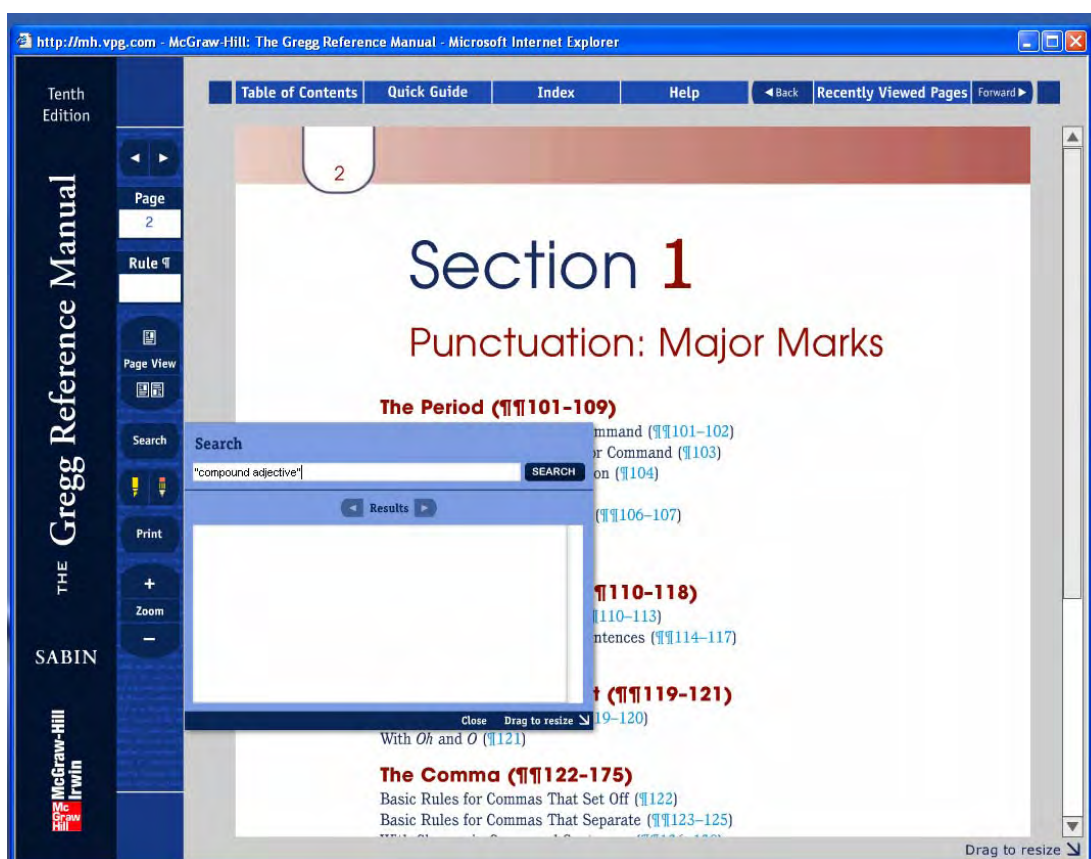 http://mh.vpg.com - McGraw-Hill: The Gregg Reference Manual - Microsoft Internet Explorer
Tenth
Edition
THE Gregg Reference Manual
SABIN
McGraw-Hill
Irwin
Mc
Graw
Hill
Page
2
Rule ¶
Page View
Search
Print
+
Zoom
–
Table of Contents
Quick Guide
Index
Help
Back
Recently Viewed Pages
Forward
2
Section 1
Punctuation: Major Marks
The Period (¶¶101–109)
mmand (¶¶101–102)
or Command (¶103)
on (¶104)
(¶¶106–107)
¶110–118)
¶110–113)
ntences (¶¶114–117)
t (¶¶119–121)
19–120)
With Oh and O (¶121)
The Comma (¶¶122–175)
Basic Rules for Commas That Set Off (¶122)
Basic Rules for Commas That Separate (¶¶123–125)
Search
"compound adjective"
SEARCH
Results
Close
Drag to resize
Drag to resize